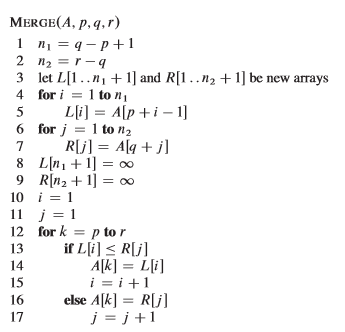 MERGE(A, p, q, r)
1 n₁ = q − p + 1
2 n₂ = r − q
3 let L[1 . . n₁ + 1] and R[1 . . n₂ + 1] be new arrays
4 for i = 1 to n₁
5 L[i] = A[p + i − 1]
6 for j = 1 to n₂
7 R[j] = A[q + j]
8 L[n₁ + 1] = ∞
9 R[n₂ + 1] = ∞
10 i = 1
11 j = 1
12 for k = p to r
13 if L[i] ≤ R[j]
14 A[k] = L[i]
15 i = i + 1
16 else A[k] = R[j]
17 j = j + 1